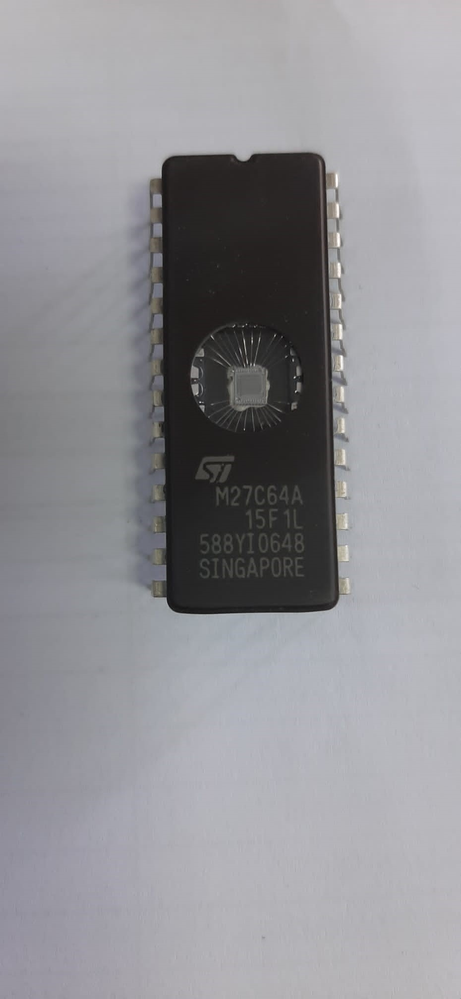 ST
M27C64A
15F1L
588YI0648
SINGAPORE